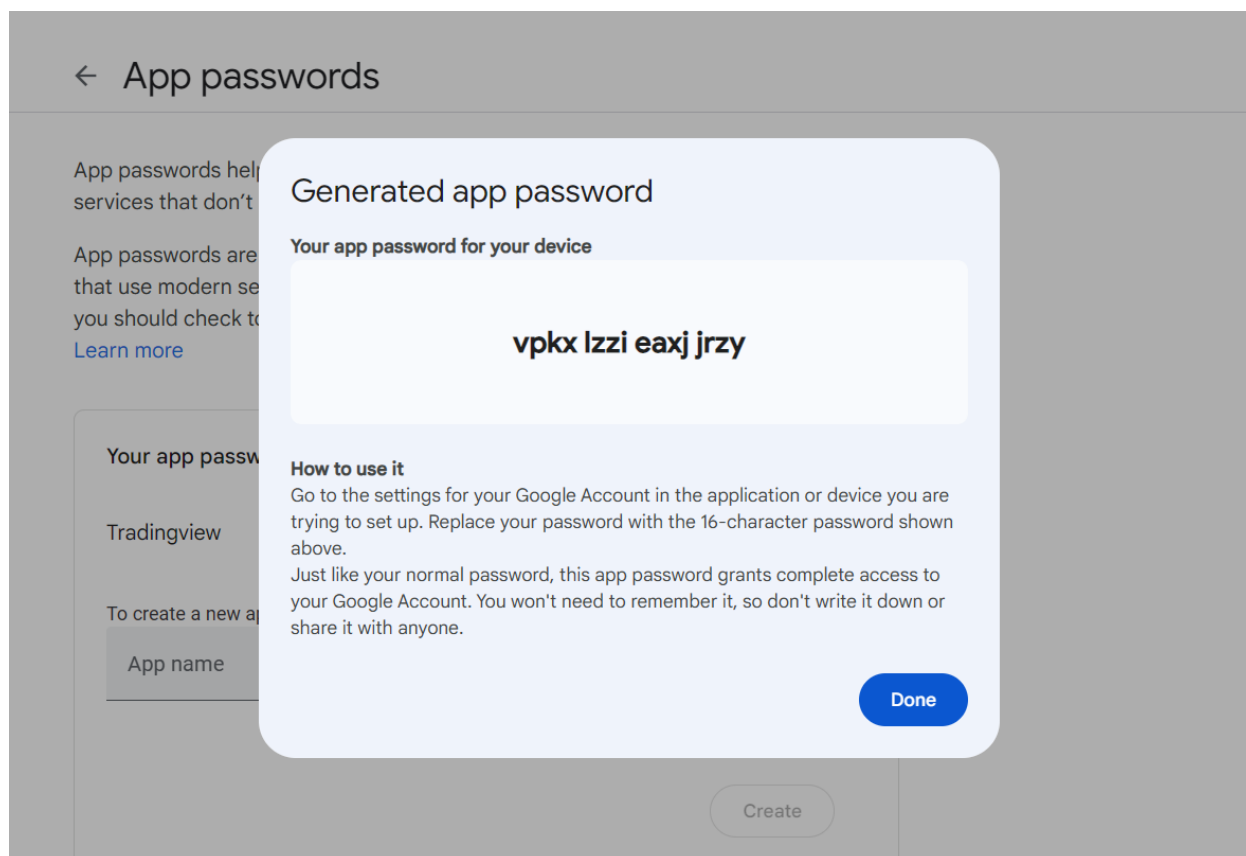 App passwords
App passwords help
services that don't
App passwords are
that use modern se
you should check to
Learn more
Your app passw
Tradingview
To create a new ap
App name
Create
Generated app password
Your app password for your device
vpkx lzzi eaxj jrzy
How to use it
Go to the settings for your Google Account in the application or device you are
trying to set up. Replace your password with the 16-character password shown
above.
Just like your normal password, this app password grants complete access to
your Google Account. You won't need to remember it, so don't write it down or
share it with anyone.
Done